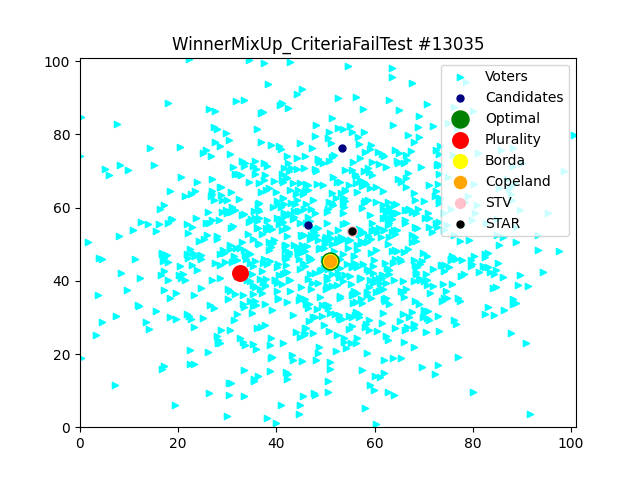 WinnerMixUp_CriteriaFailTest #13035
100
80
60
40
20
0
0
20
40
60
80
100
Voters
Candidates
Optimal
Plurality
Borda
Copeland
STV
STAR